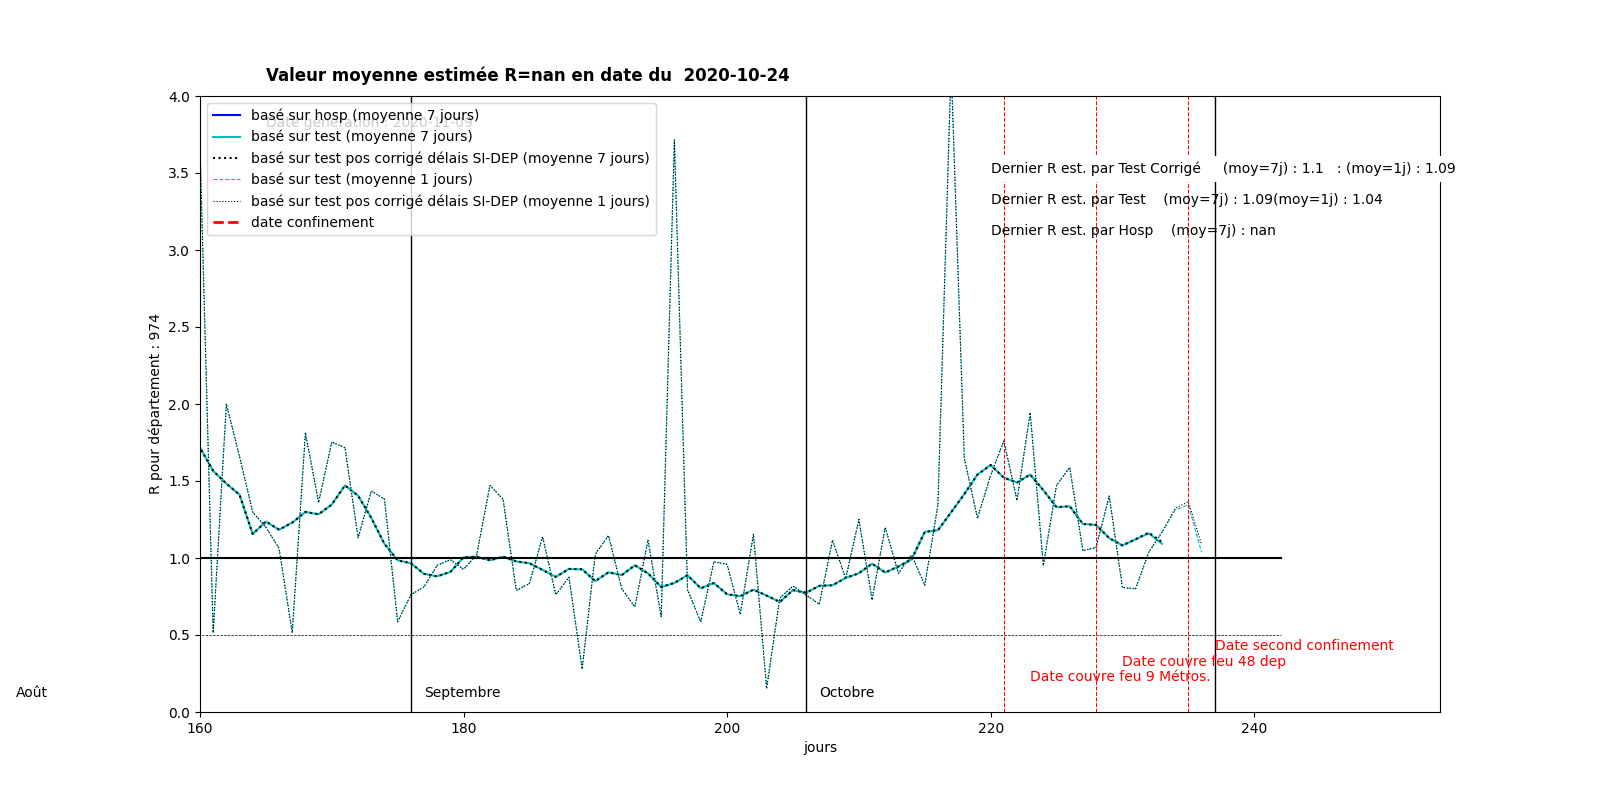 Valeur moyenne estimée R=nan en date du  2020-10-24
Date génération : 2020-11-09
basé sur hosp (moyenne 7 jours)
basé sur test (moyenne 7 jours)
basé sur test pos corrigé délais SI-DEP (moyenne 7 jours)
basé sur test (moyenne 1 jours)
basé sur test pos corrigé délais SI-DEP (moyenne 1 jours)
date confinement
Dernier R est. par Test Corrigé     (moy=7j) : 1.1   : (moy=1j) : 1.09
Dernier R est. par Test    (moy=7j) : 1.09(moy=1j) : 1.04
Dernier R est. par Hosp    (moy=7j) : nan
4.0
3.5
3.0
2.5
2.0
1.5
1.0
0.5
0.0
R pour département : 974
Date second confinement
Date couvre feu 48 dep
Date couvre feu 9 Métros.
Août
Septembre
Octobre
160
180
200
220
240
jours